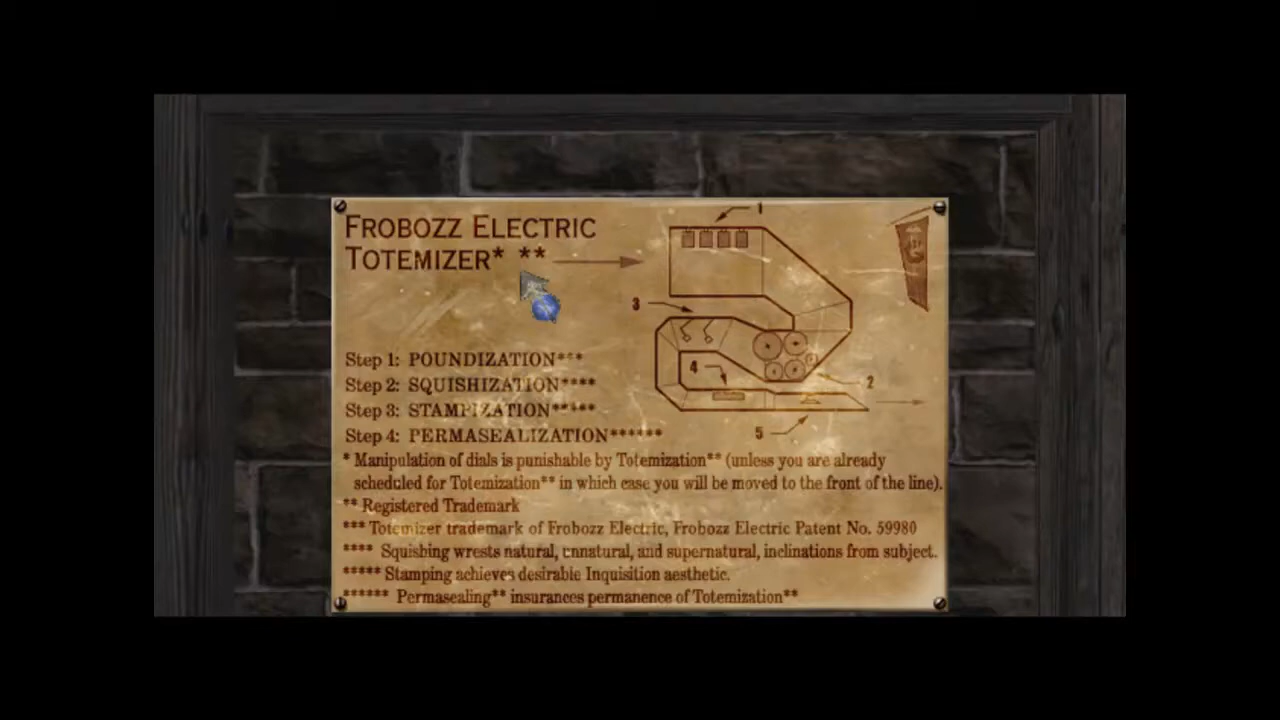 FROBOZZ ELECTRIC
TOTEMIZER* **
1
3
4
2
5
Step 1: POUNDIZATION***
Step 2: SQUISHIZATION****
Step 3: STAMPIZATION*****
Step 4: PERMASEALIZATION******
* Manipulation of dials is punishable by Totemization** (unless you are already
scheduled for Totemization** in which case you will be moved to the front of the line).
** Registered Trademark
*** Totemizer trademark of Frobozz Electric, Frobozz Electric Patent No. 59980
**** Squishing wrests natural, unnatural, and supernatural, inclinations from subject.
***** Stamping achieves desirable Inquisition aesthetic.
****** Permasealing** insurances permanence of Totemization**